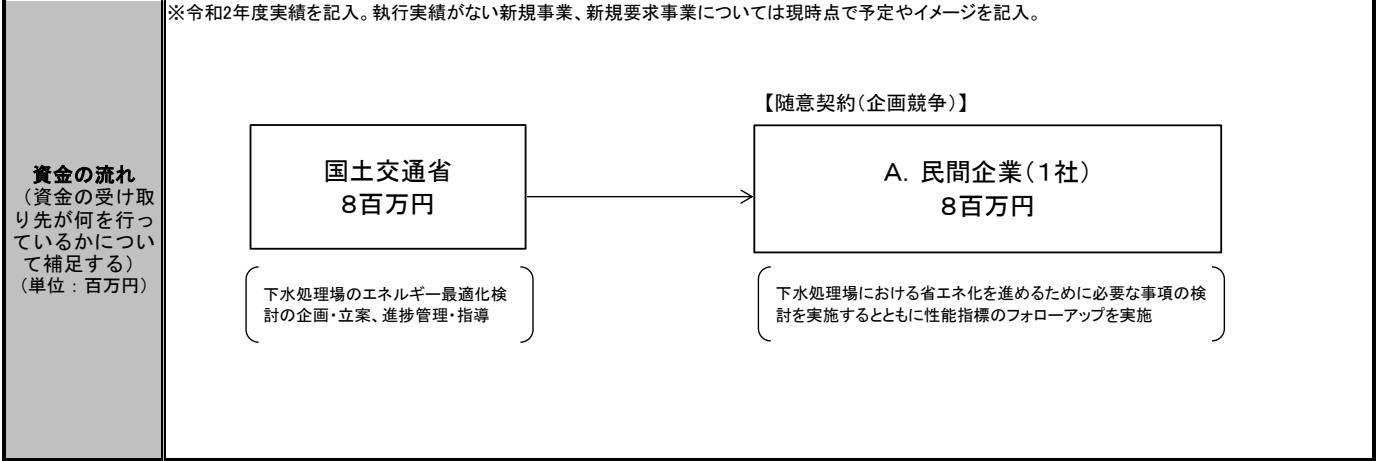 ※令和2年度実績を記入。執行実績がない新規事業、新規要求事業については現時点で予定やイメージを記入。
資金の流れ
（資金の受け取
り先が何を行っ
ているかについ
て補足する）
（単位：百万円）
国土交通省
8百万円
下水処理場のエネルギー最適化検
討の企画・立案、進捗管理・指導
【随意契約（企画競争）】
A．民間企業（1社）
8百万円
下水処理場における省エネ化を進めるために必要な事項の検
討を実施するとともに性能指標のフォローアップを実施